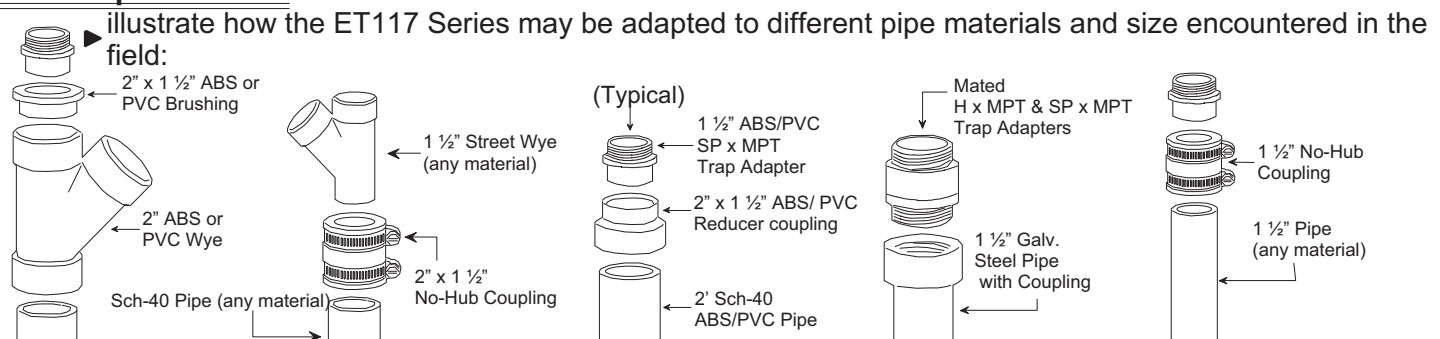 illustrate how the ET117 Series may be adapted to different pipe materials and size encountered in the
field:
2” x 1 ½” ABS or
PVC Brushing
2” ABS or
PVC Wye
1 ½” Street Wye
(any material)
2” x 1 ½”
No-Hub Coupling
Sch-40 Pipe (any material)
(Typical)
1 ½” ABS/PVC
SP x MPT
Trap Adapter
2” x 1 ½” ABS/ PVC
Reducer coupling
2’ Sch-40
ABS/PVC Pipe
Mated
H x MPT & SP x MPT
Trap Adapters
1 ½” Galv.
Steel Pipe
with Coupling
1 ½” No-Hub
Coupling
1 ½” Pipe
(any material)